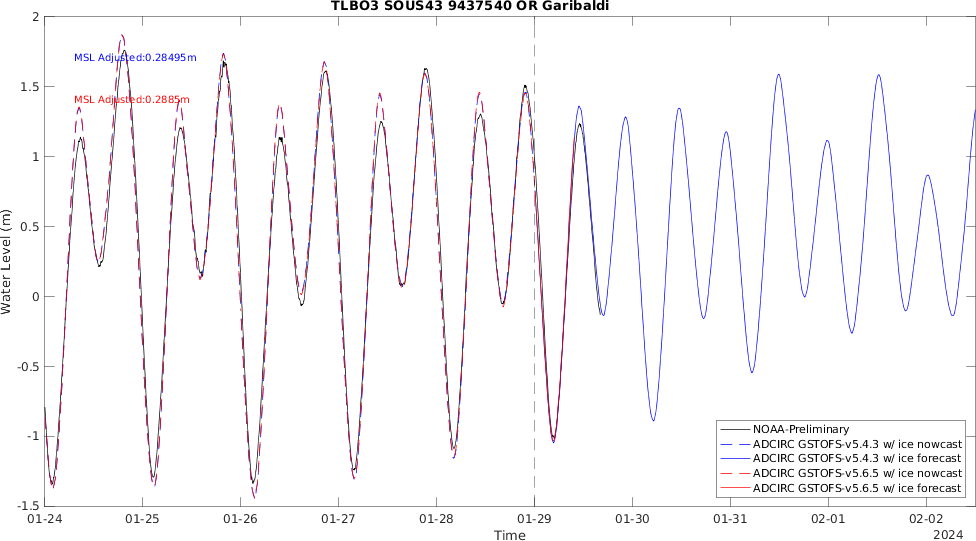 TLBO3 SOUS43 9437540 OR Garibaldi
2
MSL Adjusted:0.28495m
1.5
MSL Adjusted:0.2885m
1
0.5
Water Level (m)
0
-0.5
-1
-1.5
NOAA-Preliminary
ADCIRC GSTOFS-v5.4.3 w/ ice nowcast
ADCIRC GSTOFS-v5.4.3 w/ ice forecast
ADCIRC GSTOFS-v5.6.5 w/ ice nowcast
ADCIRC GSTOFS-v5.6.5 w/ ice forecast
01-24 01-25 01-26 01-27 01-28 01-29 01-30 01-31 02-01 02-02
Time
2024